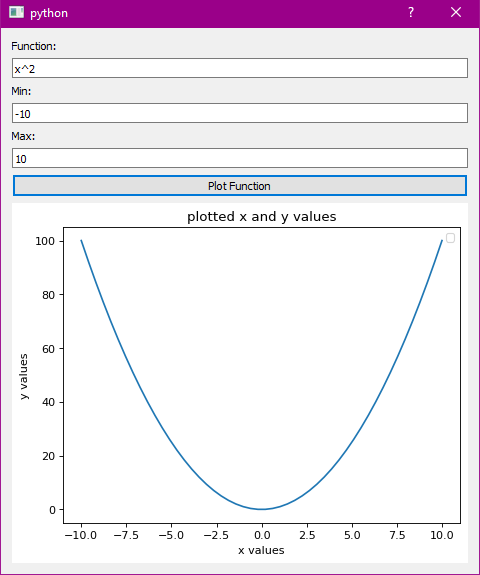 python ?
Function:
x^2
Min:
-10
Max:
10
Plot Function
plotted x and y values
100
80
60
40
20
0
y values
−10.0 −7.5 −5.0 −2.5 0.0 2.5 5.0 7.5 10.0
x values